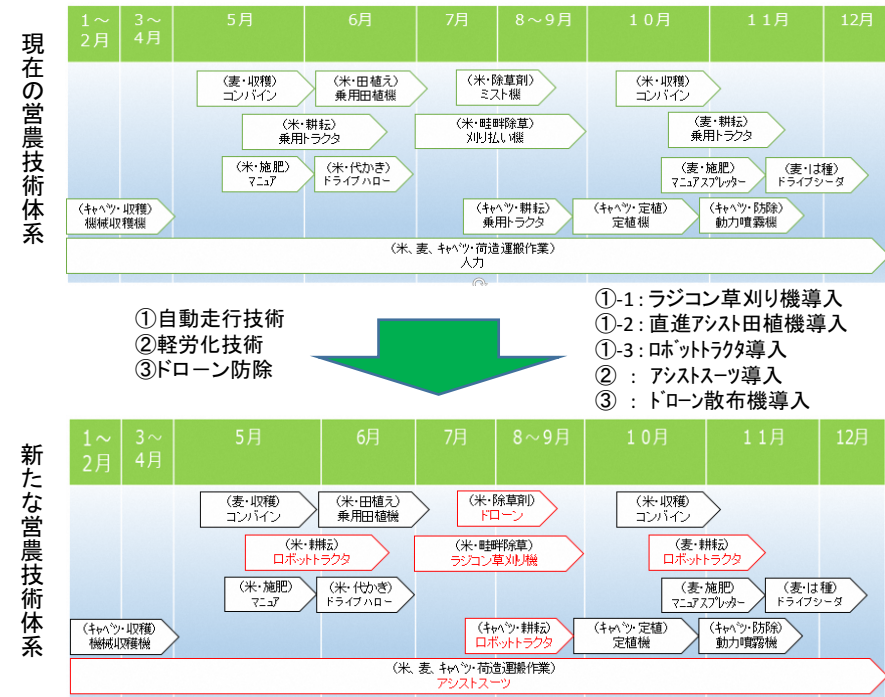 現在の営農技術体系
1～2月
3～4月
5月
6月
7月
8～9月
10月
11月
12月
（麦・収穫）
コンバイン
（米・田植え）
乗用田植機
（米・除草剤）
ミスト機
（米・収穫）
コンバイン
（米・耕耘）
乗用トラクタ
（米・畦畔除草）
刈り払い機
（麦・耕耘）
乗用トラクタ
（米・施肥）
マニュア
（米・代かき）
ドライブハロー
（麦・施肥）
マニュアスプレッター
（麦・は種）
ドライブシーダ
（キャベツ・収穫）
機械収穫機
（キャベツ・耕耘）
乗用トラクタ
（キャベツ・定植）
定植機
（キャベツ・防除）
動力噴霧機
（米、麦、キャベツ・荷造運搬作業）
人力
①自動走行技術
②軽労化技術
③ドローン防除
①-1：ラジコン草刈り機導入
①-2：直進アシスト田植機導入
①-3：ロボットトラクタ導入
②　：アシストスーツ導入
③　：ドローン散布機導入
新たな営農技術体系
1～2月
3～4月
5月
6月
7月
8～9月
10月
11月
12月
（麦・収穫）
コンバイン
（米・田植え）
乗用田植機
（米・除草剤）
ドローン
（米・収穫）
コンバイン
（米・耕耘）
ロボットトラクタ
（米・畦畔除草）
ラジコン草刈り機
（麦・耕耘）
ロボットトラクタ
（米・施肥）
マニュア
（米・代かき）
ドライブハロー
（麦・施肥）
マニュアスプレッター
（麦・は種）
ドライブシーダ
（キャベツ・収穫）
機械収穫機
（キャベツ・耕耘）
ロボットトラクタ
（キャベツ・定植）
定植機
（キャベツ・防除）
動力噴霧機
（米、麦、キャベツ・荷造運搬作業）
アシストスーツ